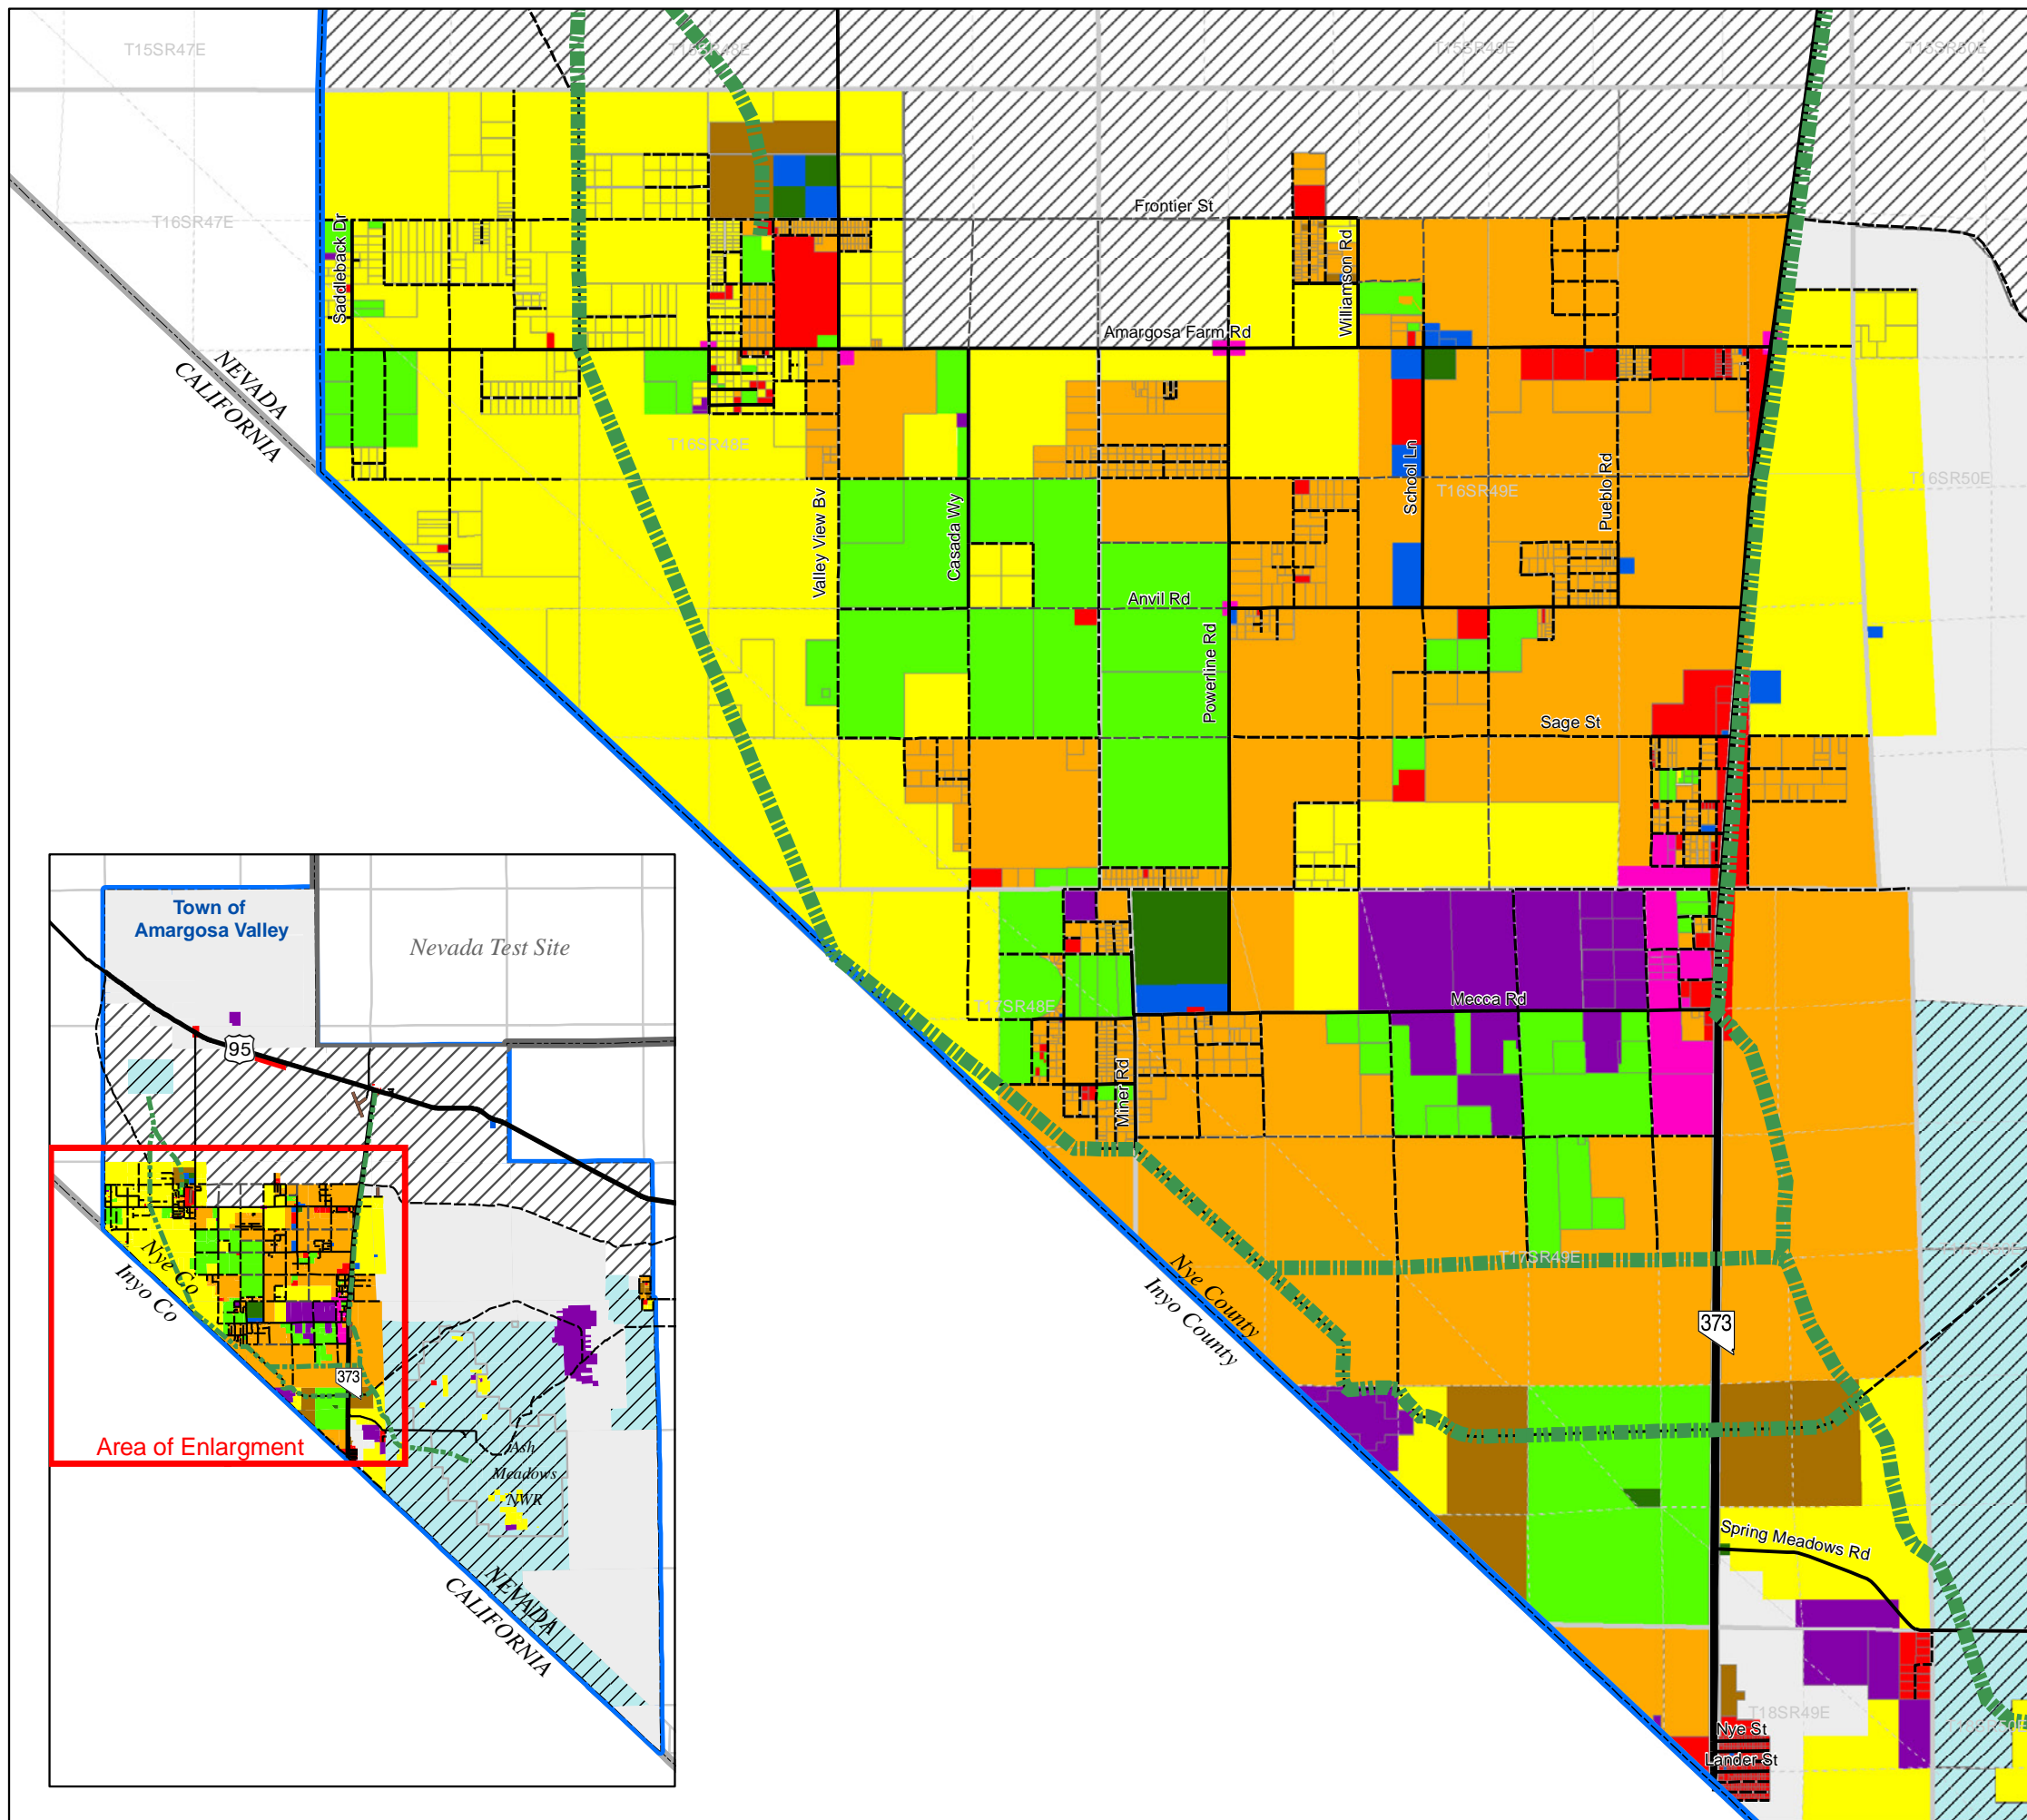 T15SR47E
T15SR48E
T15SR49E
T15SR50E
T16SR47E
Saddleback Dr
Frontier St
Williamson Rd
Amargosa Farm Rd
NEVADA
CALIFORNIA
T16SR48E
Valley View Bv
Casada Wy
School Ln
Pueblo Rd
T16SR49E
T16SR50E
Anvil Rd
Powerline Rd
Sage St
T17SR48E
Mecca Rd
Miner Rd
T17SR49E
Nye County
Inyo County
373
Spring Meadows Rd
T18SR49E
T18SR50E
Nye St
Lander St
Town of
Amargosa Valley
Nevada Test Site
95
Nye Co
Inyo Co
373
Area of Enlargment
Ash
Meadows
NWR
NEVADA
CALIFORNIA